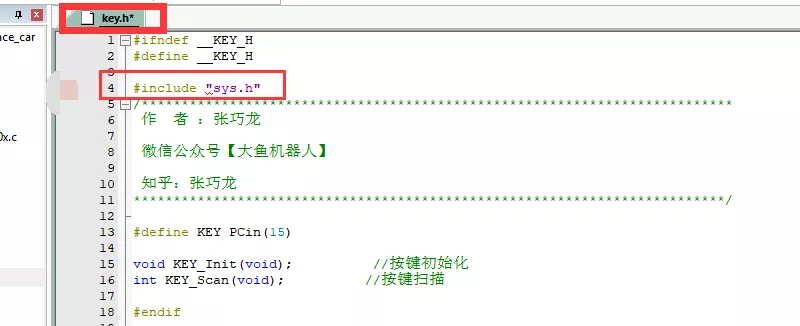 key.h*
nce_car
0x.c
1 #ifndef __KEY_H
2 #define __KEY_H
3
4 #include "sys.h"
5 /**************************************************************************
6 作 者 ：张巧龙
7
8 微信公众号【大鱼机器人】
9
10 知乎：张巧龙
11 **************************************************************************/
12
13 #define KEY PCin(15)
14
15 void KEY_Init(void); //按键初始化
16 int KEY_Scan(void); //按键扫描
17
18 #endif